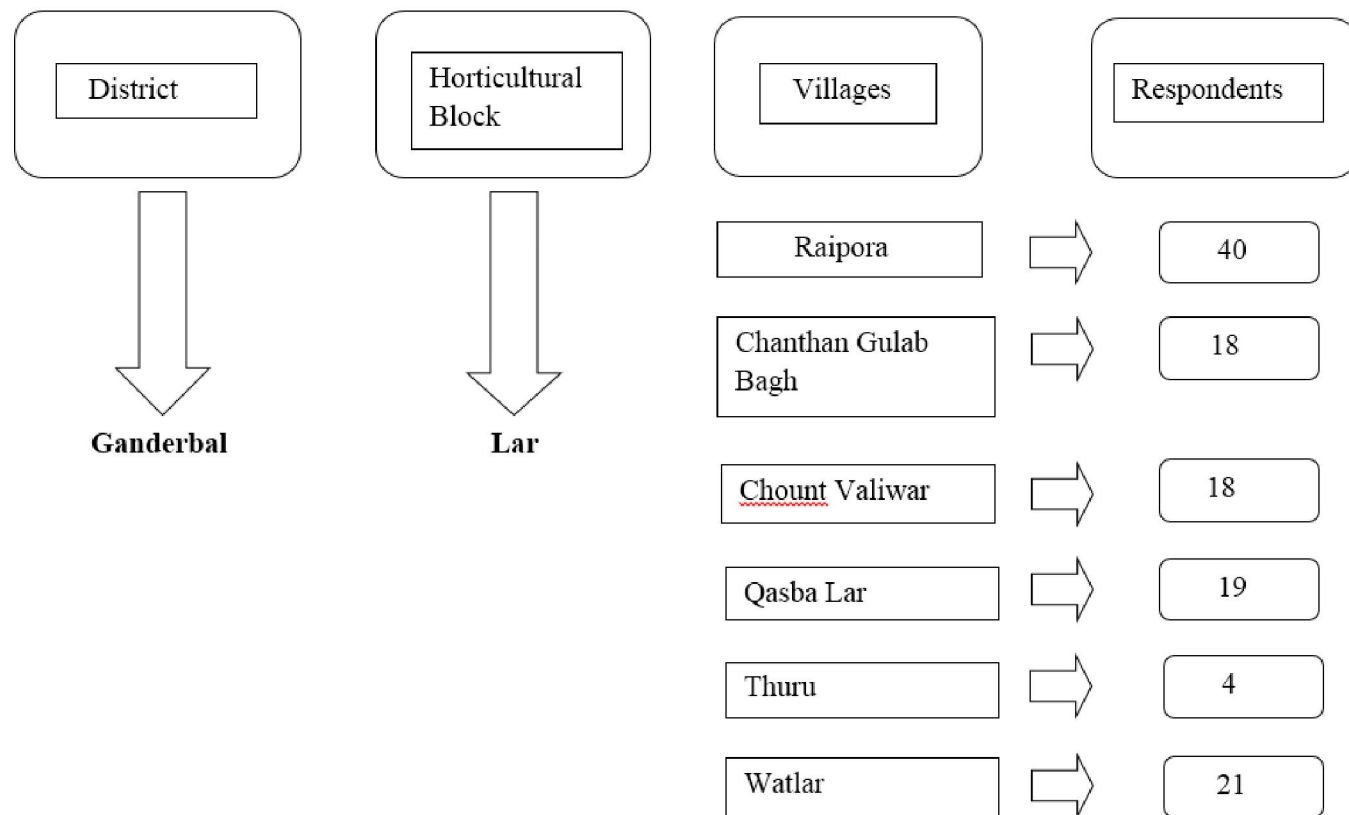 District
Horticultural
Block
Villages
Respondents
Raipora
40
Chanthan Gulab
Bagh
18
Ganderbal
Lar
Chount Valiwar
18
Qasba Lar
19
Thuru
4
Watlar
21